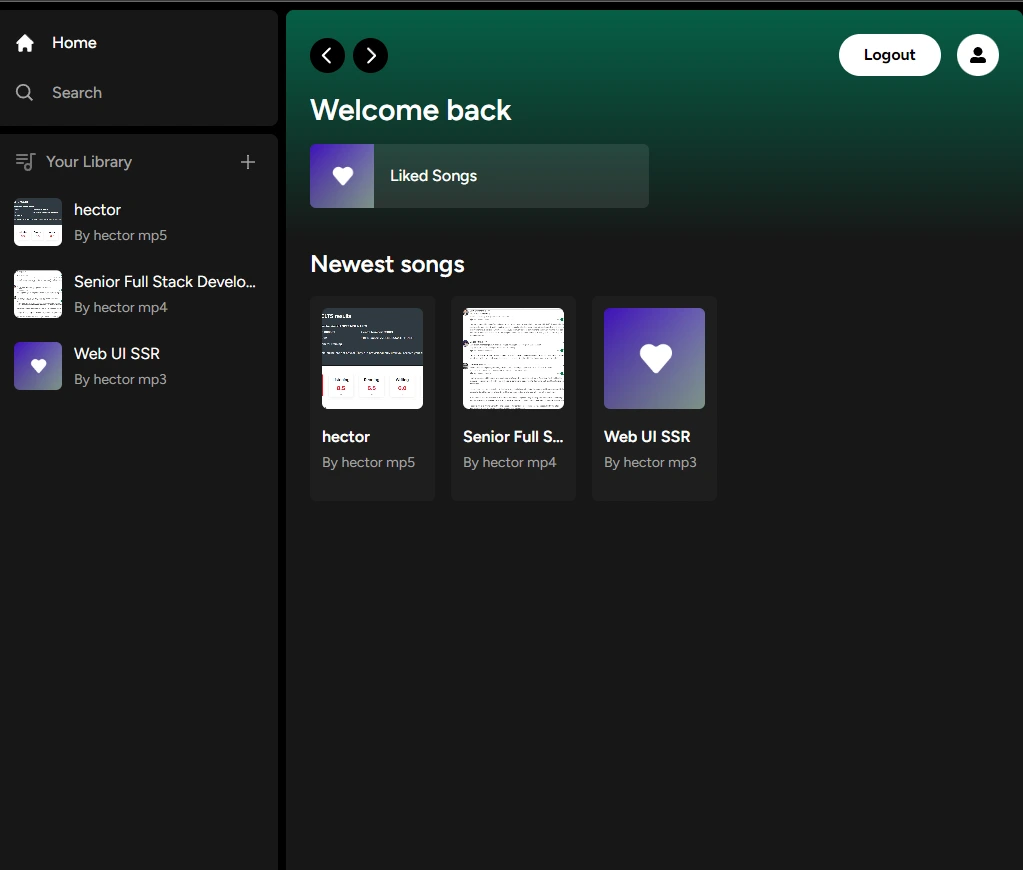 Home
Search
Your Library
hector
By hector mp5
Senior Full Stack Develo...
By hector mp4
Web UI SSR
By hector mp3
Logout
Welcome back
Liked Songs
Newest songs
results
hector
By hector mp5
Senior Full S...
By hector mp4
Web UI SSR
By hector mp3